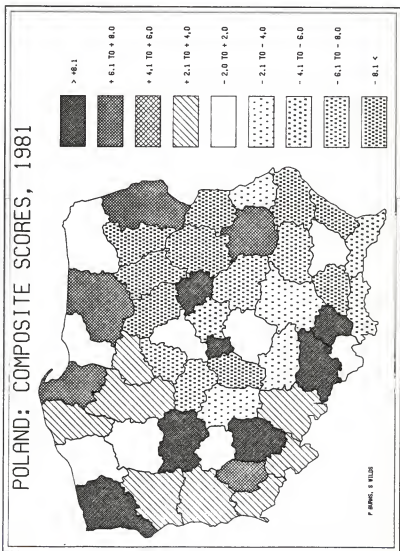 POLAND: COMPOSITE SCORES, 1981
> +8.1
+ 6.1 TO + 8.0
+ 4.1 TO + 6.0
+ 2.1 TO + 4.0
- 2.0 TO + 2.0
- 2.1 TO - 4.0
- 4.1 TO - 6.0
- 6.1 TO - 8.0
- 8.1 <
P BURNS, S WILDS